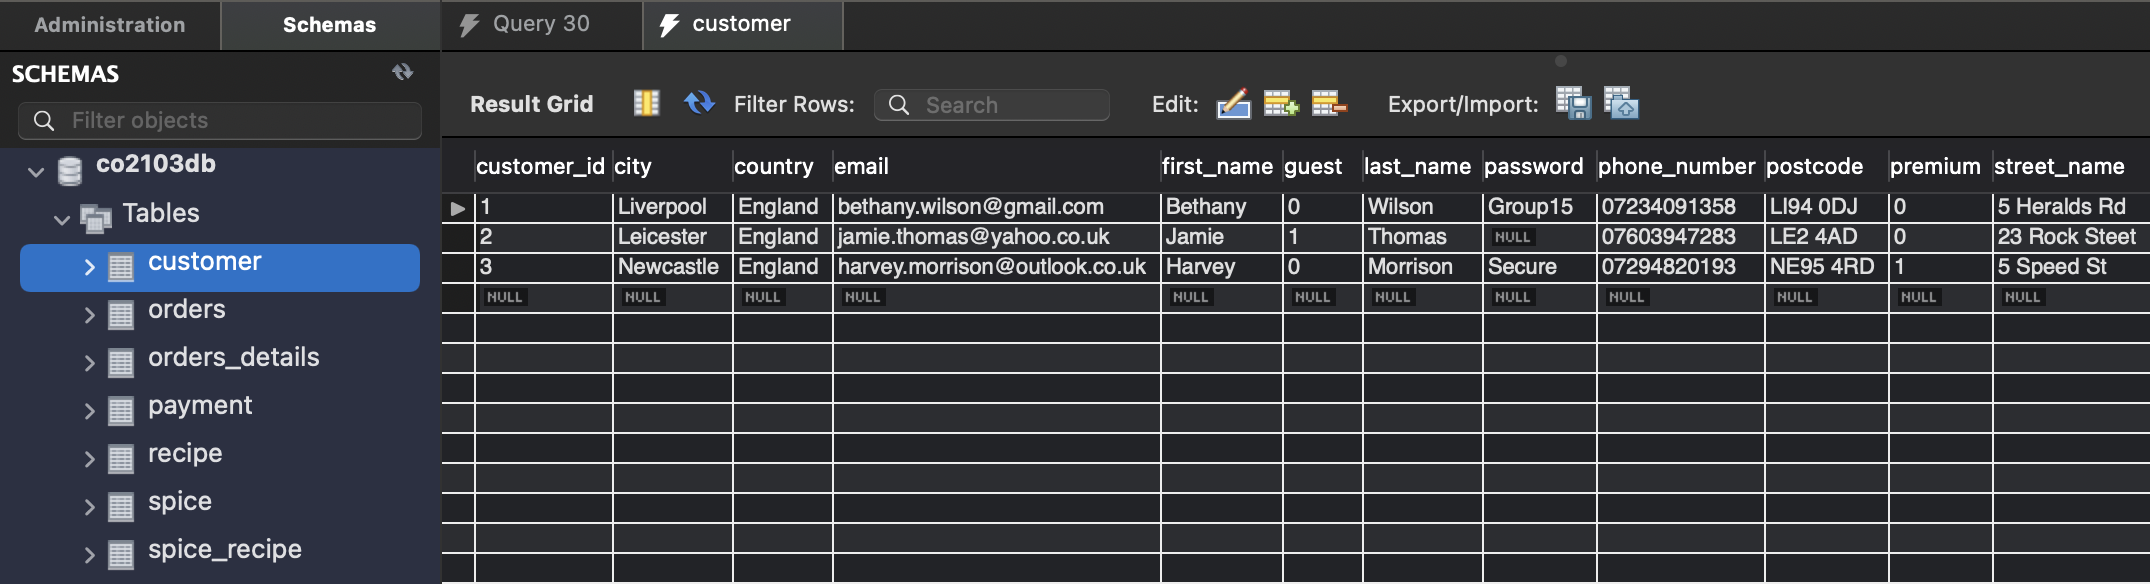 Administration Schemas Query 30 customer
SCHEMAS
Result Grid Filter Rows: Search Edit: Export/Import:
Filter objects
co2103db
Tables
customer
orders
orders_details
payment
recipe
spice
spice_recipe
customer_id city country email first_name guest last_name password phone_number postcode premium street_name
1 Liverpool England bethany.wilson@gmail.com Bethany 0 Wilson Group15 07234091358 LI94 0DJ 0 5 Heralds Rd
2 Leicester England jamie.thomas@yahoo.co.uk Jamie 1 Thomas NULL 07603947283 LE2 4AD 0 23 Rock Steet
3 Newcastle England harvey.morrison@outlook.co.uk Harvey 0 Morrison Secure 07294820193 NE95 4RD 1 5 Speed St
NULL NULL NULL NULL NULL NULL NULL NULL NULL NULL NULL NULL